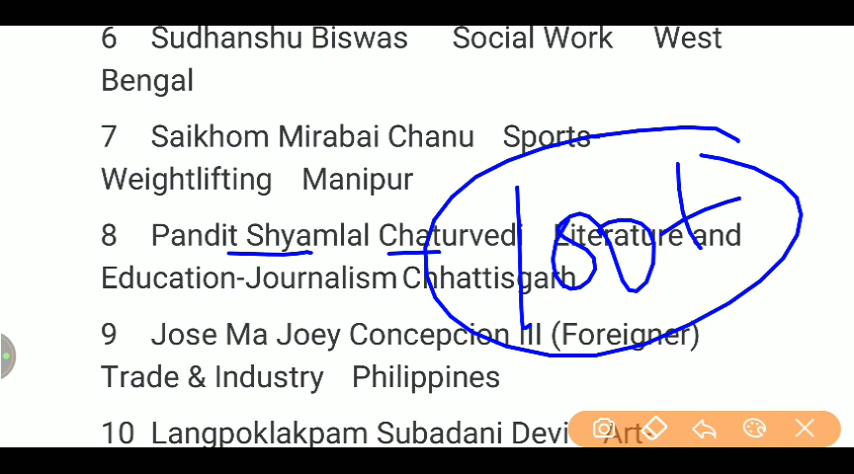 6 Sudhanshu Biswas Social Work West
Bengal
7 Saikhom Mirabai Chanu Sports-
Weightlifting Manipur
8 Pandit Shyamlal Chaturvedi Literature and
Education-Journalism Chhattisgarh
100+
9 Jose Ma Joey Concepcion III (Foreigner)
Trade & Industry Philippines
10 Langpoklakpam Subadani Devi Art-